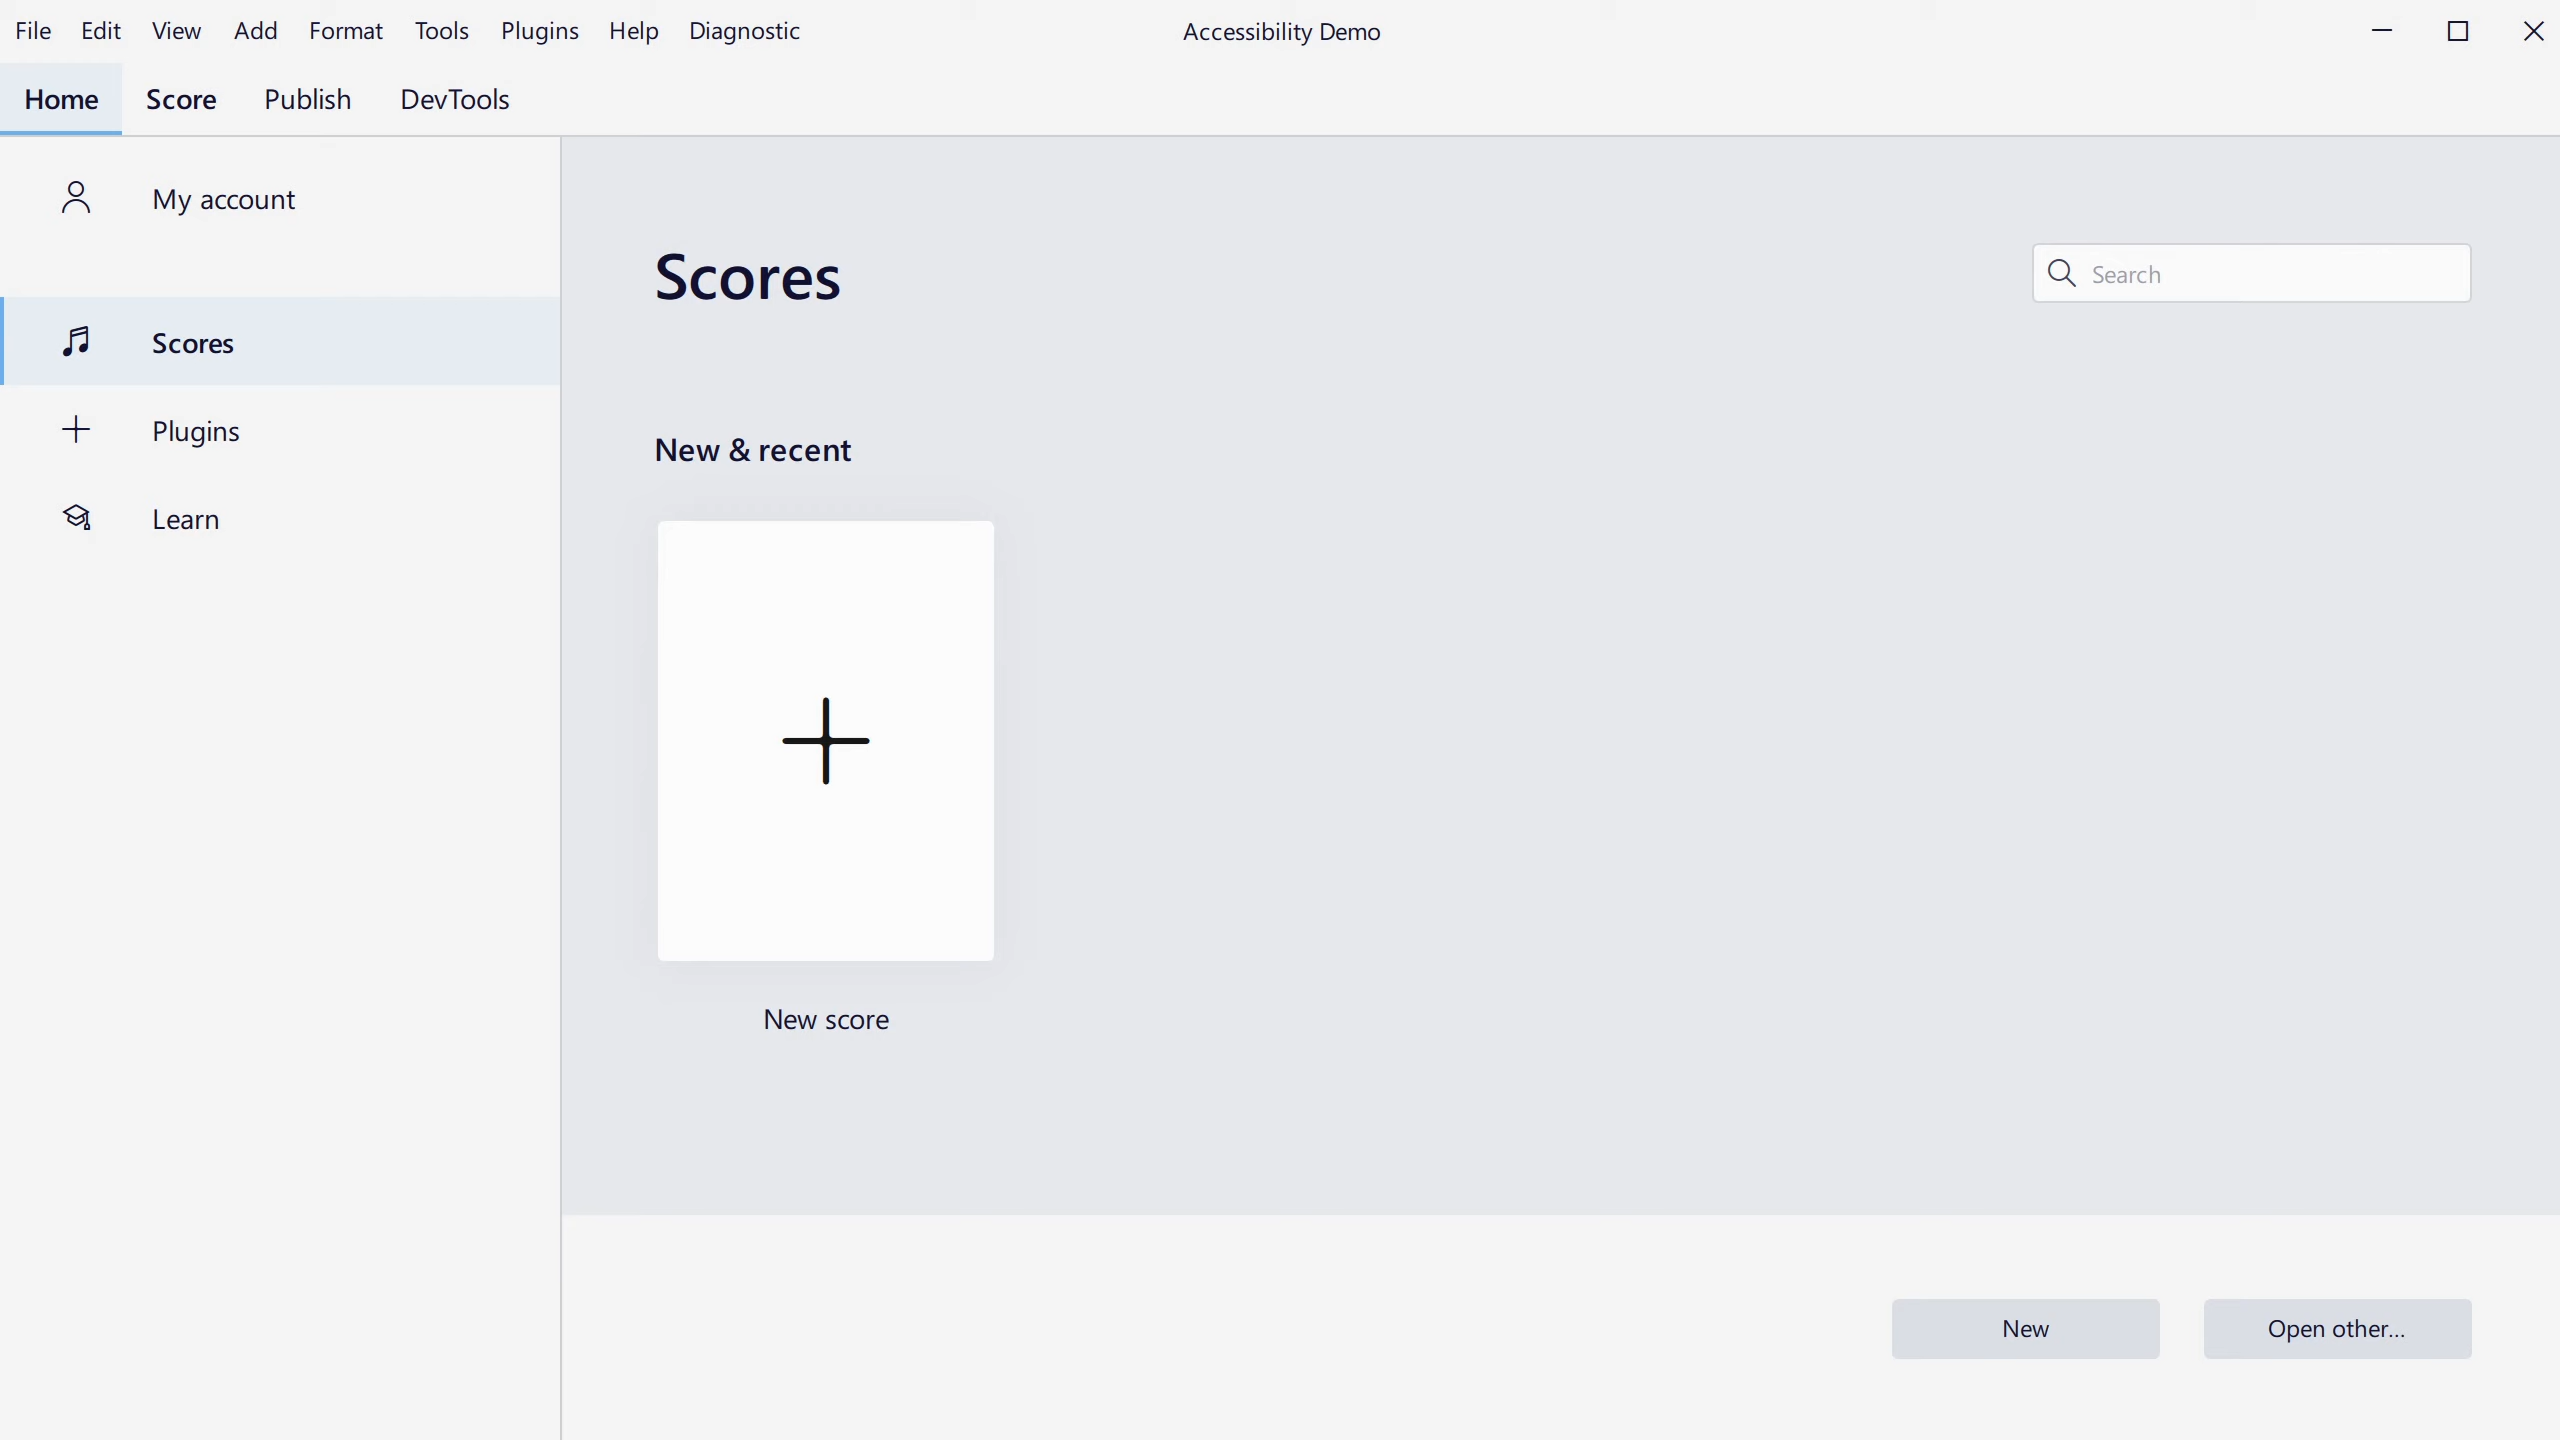 File Edit View Add Format Tools Plugins Help Diagnostic
Accessibility Demo
Home Score Publish DevTools
My account
Scores
Plugins
Learn
Scores
Search
New & recent
New score
New
Open other...